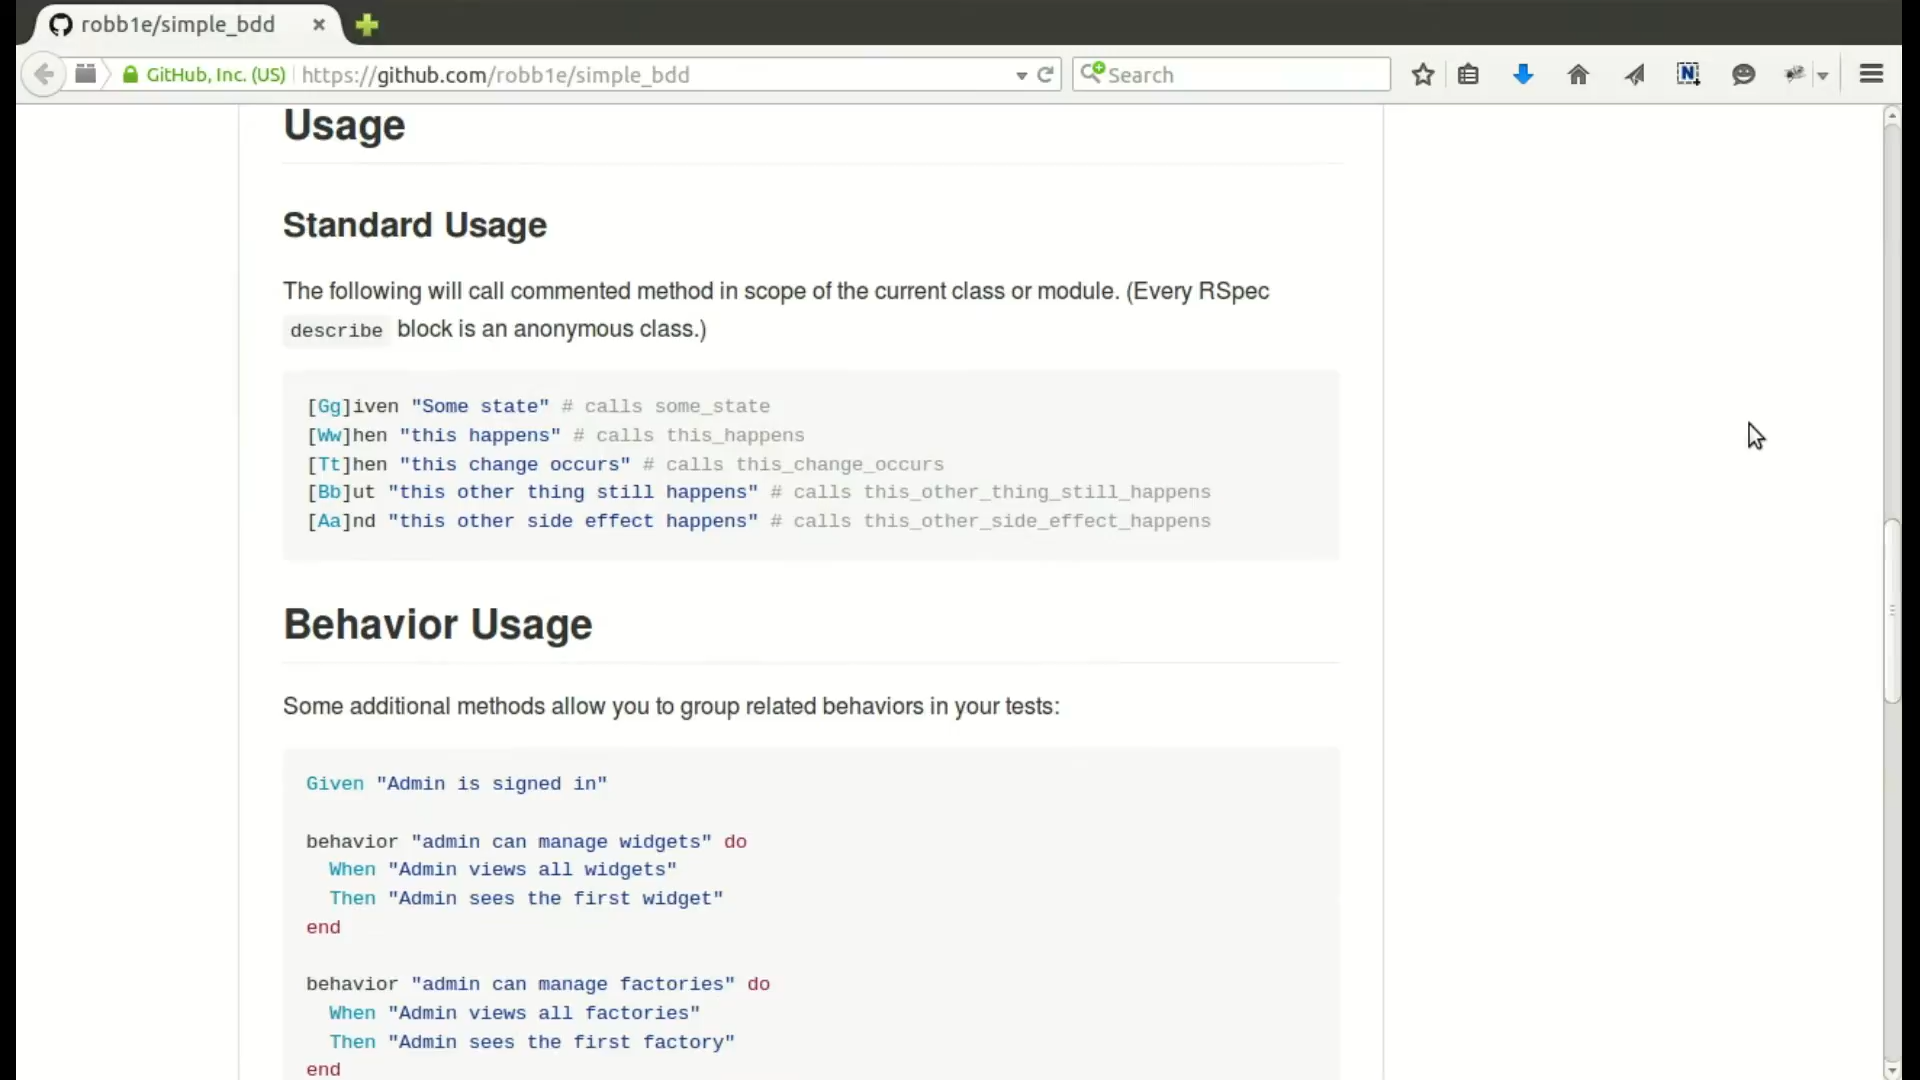 robb1e/simple_bdd
GitHub, Inc. (US)
https://github.com/robb1e/simple_bdd
Search
Usage
Standard Usage
The following will call commented method in scope of the current class or module. (Every RSpec
describe block is an anonymous class.)
[Gg]iven "Some state" # calls some_state
[Ww]hen "this happens" # calls this_happens
[Tt]hen "this change occurs" # calls this_change_occurs
[Bb]ut "this other thing still happens" # calls this_other_thing_still_happens
[Aa]nd "this other side effect happens" # calls this_other_side_effect_happens
Behavior Usage
Some additional methods allow you to group related behaviors in your tests:
Given "Admin is signed in"
behavior "admin can manage widgets" do
When "Admin views all widgets"
Then "Admin sees the first widget"
end
behavior "admin can manage factories" do
When "Admin views all factories"
Then "Admin sees the first factory"
end